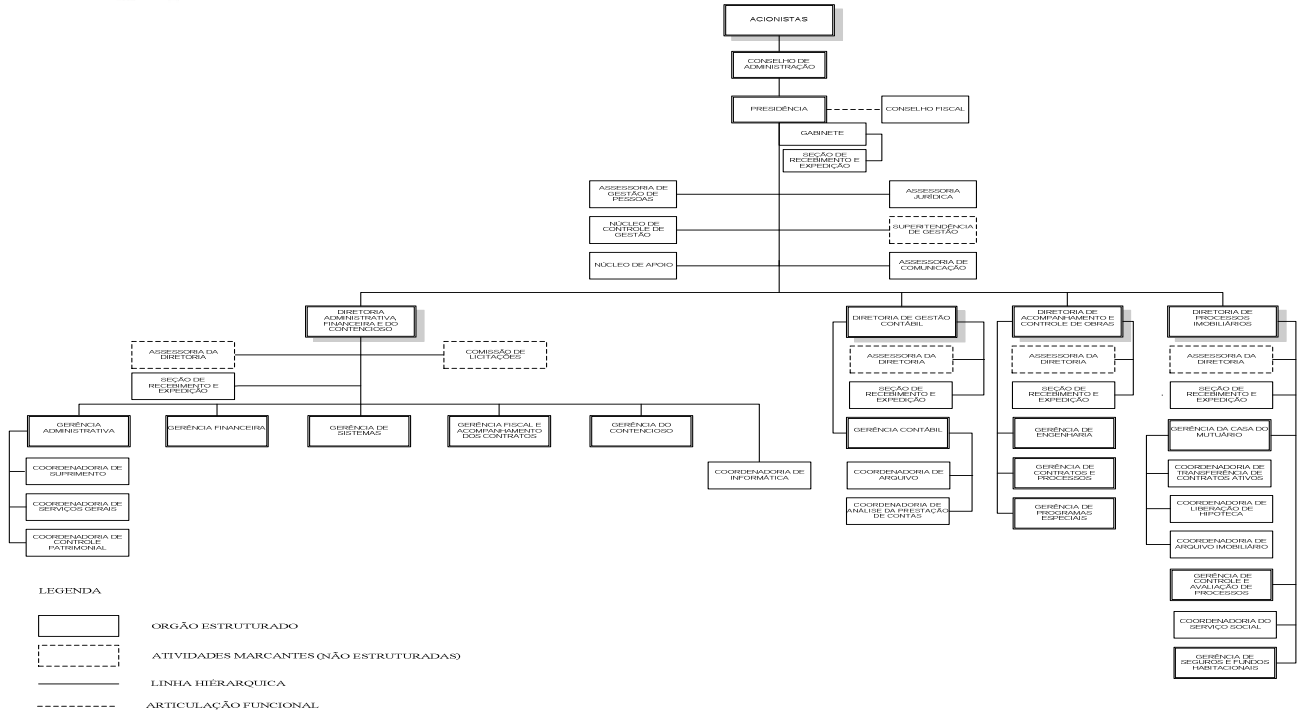 ACIONISTAS
CONSELHO DE
ADMINISTRAÇÃO
PRESIDÊNCIA
CONSELHO FISCAL
GABINETE
SEÇÃO DE
RECEBIMENTO E
EXPEDIÇÃO
ASSESSORIA DE
GESTÃO DE
PESSOAS
ASSESSORIA
JURÍDICA
NÚCLEO DE
CONTROLE DE
GESTÃO
SUPERITENDÊNCIA
DE GESTÃO
NÚCLEO DE APOIO
ASSESSORIA DE
COMUNICAÇÃO
DIRETORIA
ADMINISTRATIVA,
FINANCEIRA E DO
CONTENCIOSO
ASSESSORIA DA
DIRETORIA
COMISSÃO DE
LICITAÇÕES
SEÇÃO DE
RECEBIMENTO E
EXPEDIÇÃO
GERÊNCIA
ADMINISTRATIVA
GERÊNCIA FINANCEIRA
GERÊNCIA DE
SISTEMAS
GERÊNCIA FISCAL E
ACOMPANHAMENTO
DOS CONTRATOS
GERÊNCIA DO
CONTENCIOSO
COORDENADORIA DE
INFORMÁTICA
COORDENADORIA DE
SUPRIMENTO
COORDENADORIA DE
SERVIÇOS GERAIS
COORDENADORIA DE
CONTROLE
PATRIMONIAL
DIRETORIA DE GESTÃO
CONTÁBIL
ASSESSORIA DA
DIRETORIA
SEÇÃO DE
RECEBIMENTO E
EXPEDIÇÃO
GERÊNCIA CONTÁBIL
COORDENADORIA DE
ARQUIVO
COORDENADORIA DE
ANÁLISE DA PRESTAÇÃO
DE CONTAS
DIRETORIA DE
ACOMPANHAMENTO E
CONTROLE DE OBRAS
ASSESSORIA DA
DIRETORIA
SEÇÃO DE
RECEBIMENTO E
EXPEDIÇÃO
GERÊNCIA DE
ENGENHARIA
GERÊNCIA DE
CONTRATOS E
PROCESSOS
GERÊNCIA DE
PROGRAMAS
ESPECIAIS
DIRETORIA DE
PROCESSOS
IMOBILIÁRIOS
ASSESSORIA DA
DIRETORIA
SEÇÃO DE
RECEBIMENTO E
EXPEDIÇÃO
GERÊNCIA DA CASA DO
MUTUÁRIO
COORDENADORIA DE
TRANSFERÊNCIA DE
CONTRATOS ATIVOS
COORDENADORIA DE
LIBERAÇÃO DE
HIPOTECA
COORDENADORIA DE
ARQUIVO IMOBILIÁRIO
GERÊNCIA DE
CONTROLE E
AVALIAÇÃO DE
PROCESSOS
COORDENADORIA DO
SERVIÇO SOCIAL
GERÊNCIA DE
SEGUROS E FUNDOS
HABITACIONAIS
LEGENDA
ORGÃO ESTRUTURADO
ATIVIDADES MARCANTES (NÃO ESTRUTURADAS)
LINHA HIÉRARQUICA
ARTICULAÇÃO FUNCIONAL